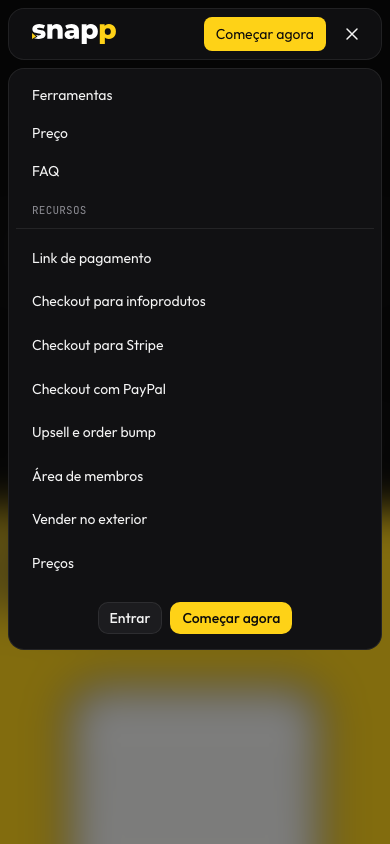 snapp
Começar agora
Ferramentas
Preço
FAQ
RECURSOS
Link de pagamento
Checkout para infoprodutos
Checkout para Stripe
Checkout com PayPal
Upsell e order bump
Área de membros
Vender no exterior
Preços
Entrar
Começar agora